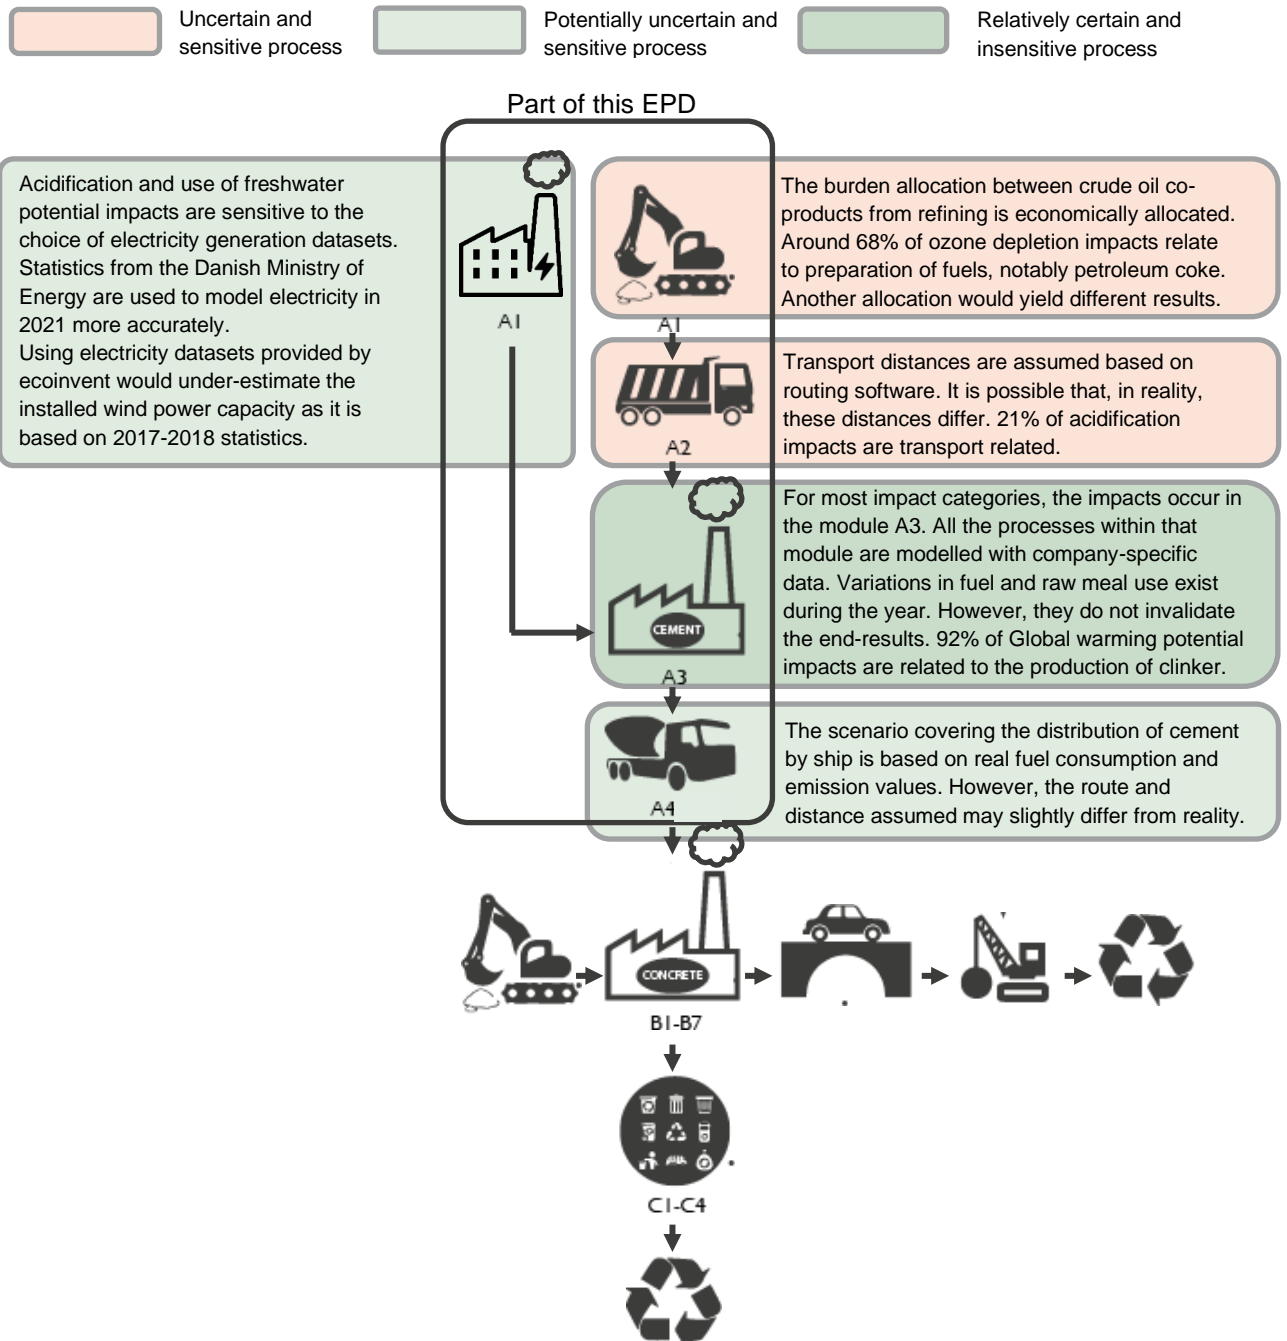 Uncertain and
sensitive process
Potentially uncertain and
sensitive process
Relatively certain and
insensitive process
Part of this EPD
Acidification and use of freshwater
potential impacts are sensitive to the
choice of electricity generation datasets.
Statistics from the Danish Ministry of
Energy are used to model electricity in
2021 more accurately.
Using electricity datasets provided by
ecoinvent would under-estimate the
installed wind power capacity as it is
based on 2017-2018 statistics.
A1
The burden allocation between crude oil co-
products from refining is economically allocated.
Around 68% of ozone depletion impacts relate
to preparation of fuels, notably petroleum coke.
Another allocation would yield different results.
A1
Transport distances are assumed based on
routing software. It is possible that, in reality,
these distances differ. 21% of acidification
impacts are transport related.
A2
For most impact categories, the impacts occur in
the module A3. All the processes within that
module are modelled with company-specific
data. Variations in fuel and raw meal use exist
during the year. However, they do not invalidate
the end-results. 92% of Global warming potential
impacts are related to the production of clinker.
CEMENT
A3
The scenario covering the distribution of cement
by ship is based on real fuel consumption and
emission values. However, the route and
distance assumed may slightly differ from reality.
A4
CONCRETE
B1-B7
C1-C4